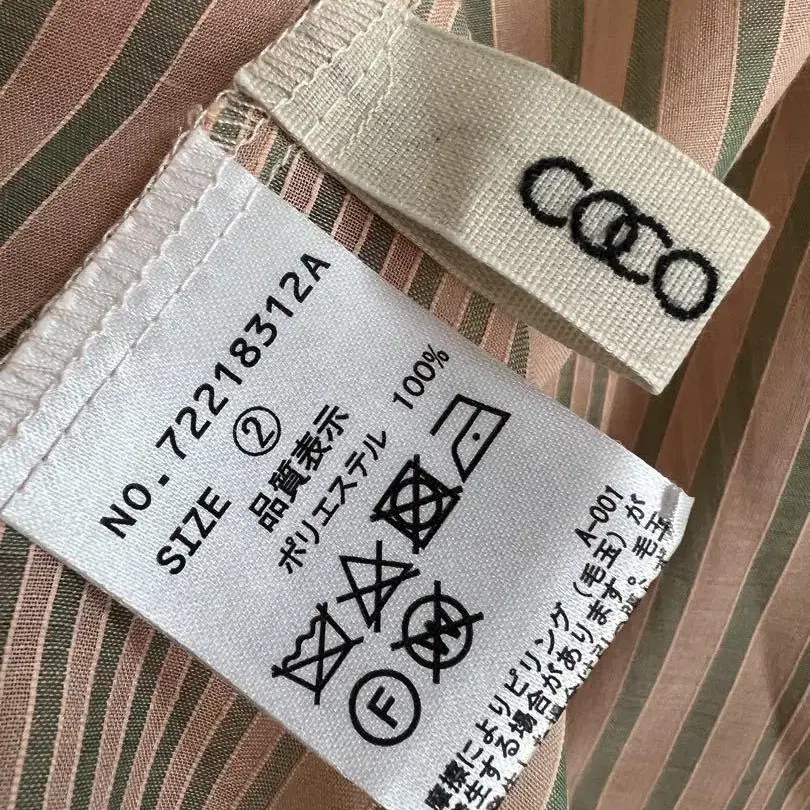 COCO
NO.72218312A
SIZE ②
品質表示
ポリエステル 100%
F
W
A-001
摩擦によりピリング(毛玉)が
生ずる場合があります。毛玉